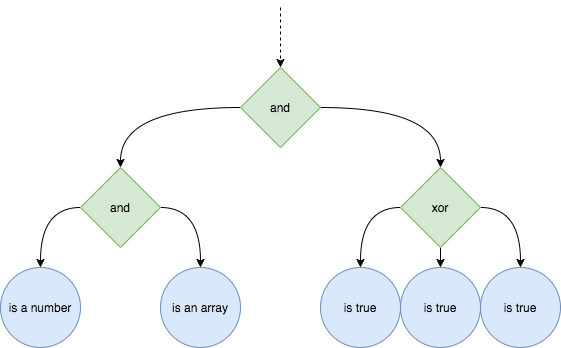 and
and
xor
is a number
is an array
is true
is true
is true